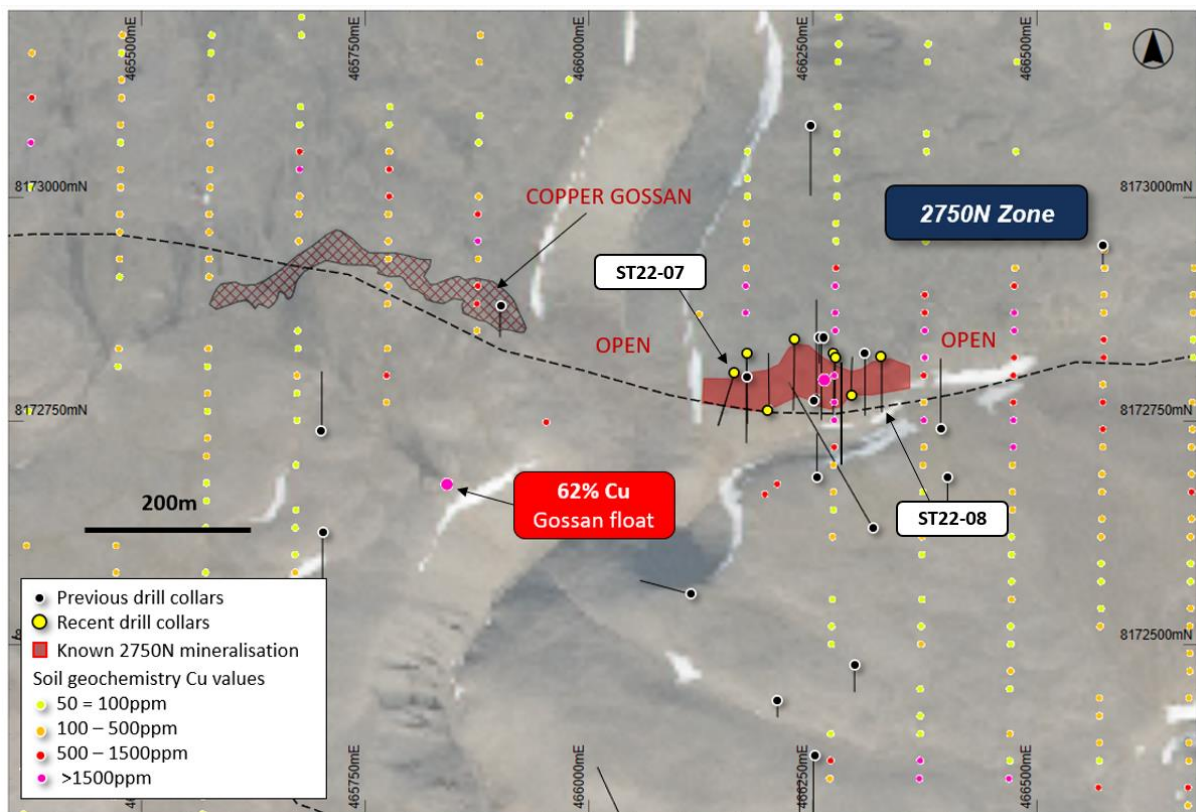 465500mE
465750mE
466000mE
466250mE
466500mE
8173000mN
8173000mN
COPPER GOSSAN
2750N Zone
ST22-07
OPEN
OPEN
8172750mN
8172750mN
62% Cu
Gossan float
200m
ST22-08
Previous drill collars
Recent drill collars
Known 2750N mineralisation
Soil geochemistry Cu values
50 = 100ppm
100 – 500ppm
500 – 1500ppm
>1500ppm
8172500mN
465750mE
466000mE
466250mE
466500mE